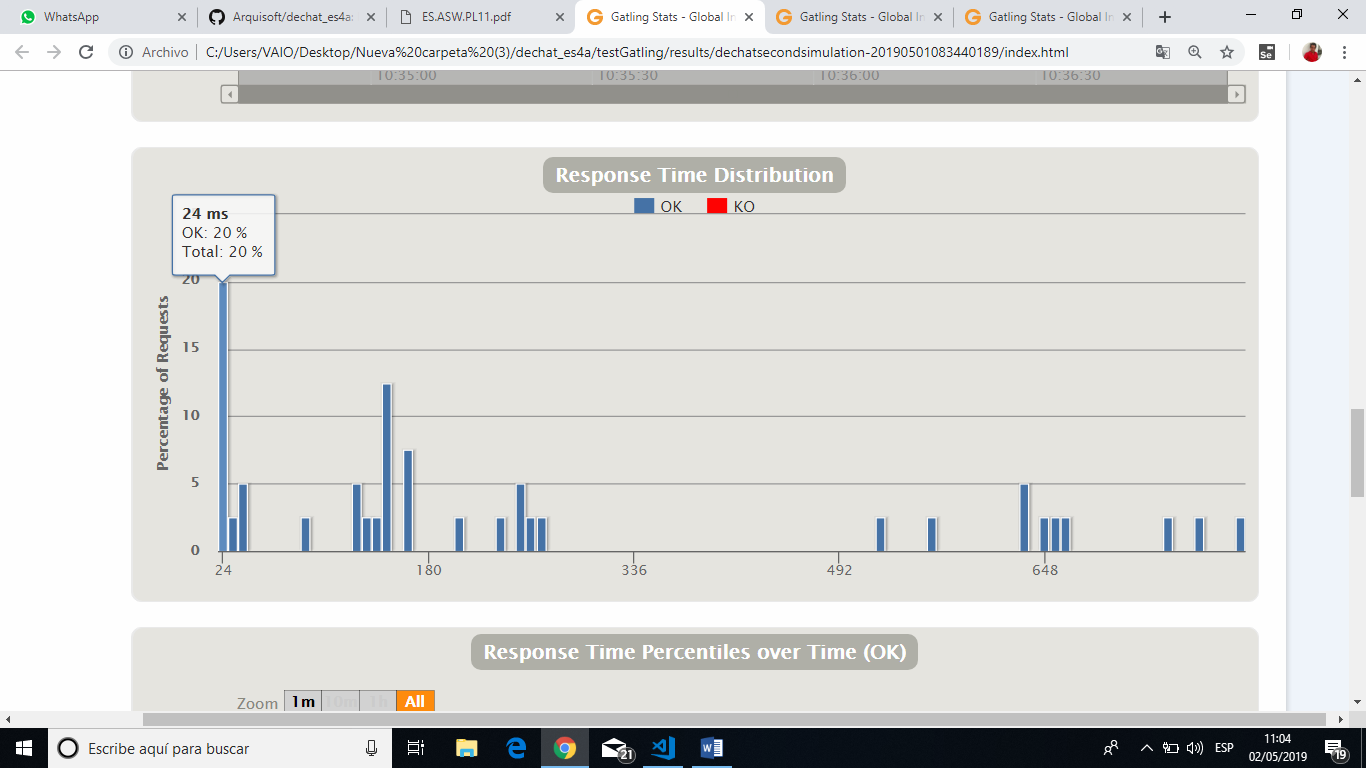 WhatsApp
Arquisoft/dechat_es4a:
ES.ASW.PL11.pdf
Gatling Stats - Global In
Gatling Stats - Global In
Gatling Stats - Global In
Archivo
C:/Users/VAIO/Desktop/Nueva%20carpeta%20(3)/dechat_es4a/testGatling/results/dechatsecondsimulation-20190501083440189/index.html
Se
10:35:00 10:35:30 10:36:00 10:36:30
Response Time Distribution
OK KO
24 ms
OK: 20 %
Total: 20 %
Percentage of Requests
20
15
10
5
0
24 180 336 492 648
Response Time Percentiles over Time (OK)
Zoom 1m 10m 1h All
Escribe aquí para buscar
21
ESP
11:04
02/05/2019
19